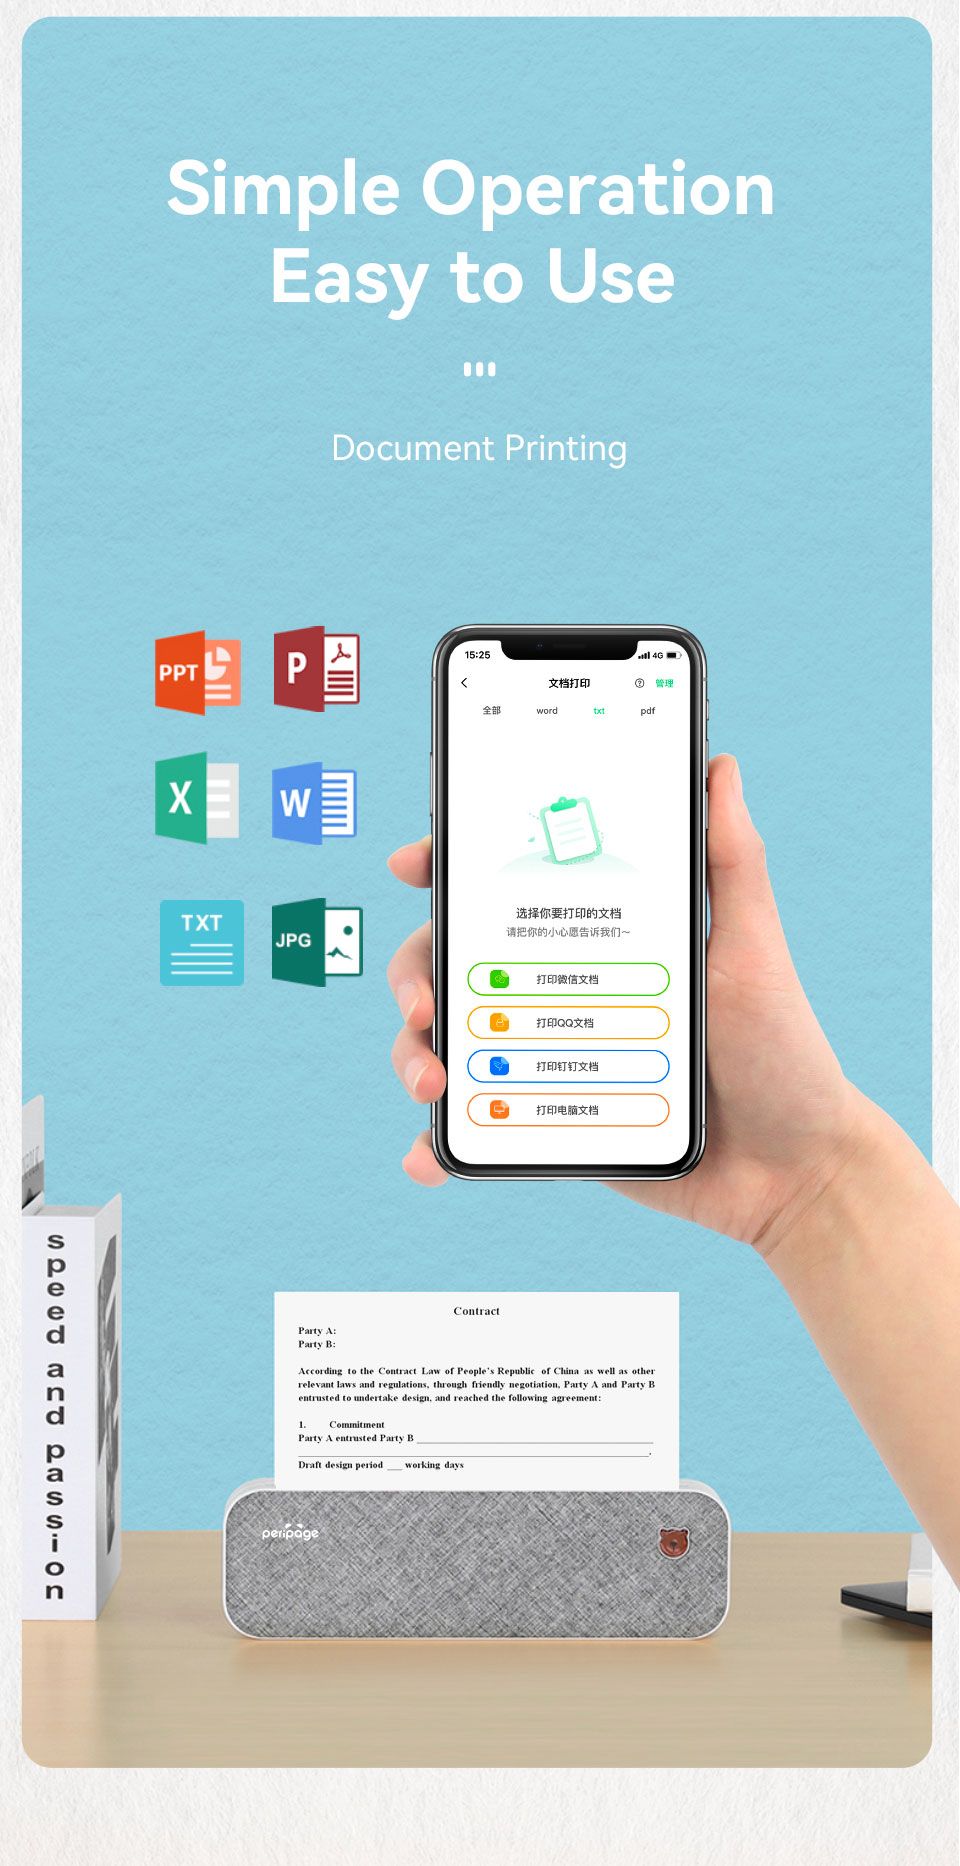 Simple Operation
Easy to Use
Document Printing
PPT
P
X
W
TXT
JPG
15:25
4G
文档打印
?
管理
全部
word
txt
pdf
选择你要打印的文档
请把你的小心愿告诉我们~
打印微信文档
打印QQ文档
打印钉钉文档
打印电脑文档
speed and passion
Contract
Party A:
Party B:
According to the Contract Law of People's Republic of China as well as other
relevant laws and regulations, through friendly negotiation, Party A and Party B
entrusted to undertake design, and reached the following agreement:
1. Commitment
Party A entrusted Party B ____
____.
Draft design period ___ working days
peripage